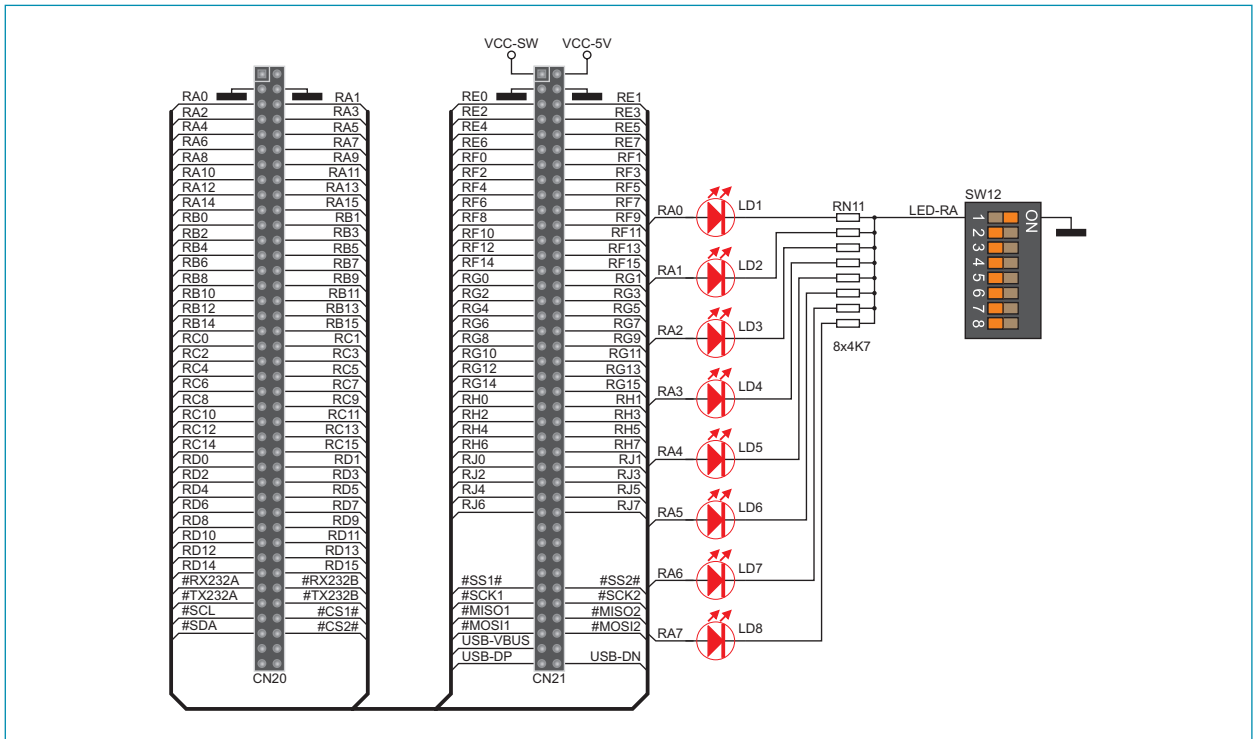 VCC-SW VCC-5V
RA0 RA1 RE0 RE1
RA2 RA3 RE2 RE3
RA4 RA5 RE4 RE5
RA6 RA7 RE6 RE7
RA8 RA9 RF0 RF1
RA10 RA11 RF2 RF3
RA12 RA13 RF4 RF5
RA14 RA15 RF6 RF7
RB0 RB1 RF8 RF9
RB2 RB3 RF10 RF11
RB4 RB5 RF12 RF13
RB6 RB7 RF14 RF15
RB8 RB9 RG0 RG1
RB10 RB11 RG2 RG3
RB12 RB13 RG4 RG5
RB14 RB15 RG6 RG7
RC0 RC1 RG8 RG9
RC2 RC3 RG10 RG11
RC4 RC5 RG12 RG13
RC6 RC7 RG14 RG15
RC8 RC9 RH0 RH1
RC10 RC11 RH2 RH3
RC12 RC13 RH4 RH5
RC14 RC15 RH6 RH7
RD0 RD1 RJ0 RJ1
RD2 RD3 RJ2 RJ3
RD4 RD5 RJ4 RJ5
RD6 RD7 RJ6 RJ7
RD8 RD9
RD10 RD11
RD12 RD13
RD14 RD15
#RX232A #RX232B #SS1# #SS2#
#TX232A #TX232B #SCK1 #SCK2
#SCL #CS1# #MISO1 #MISO2
#SDA #CS2# #MOSI1 #MOSI2
USB-VBUS
USB-DP USB-DN
CN20 CN21
RA0 LD1
RA1 LD2
RA2 LD3
RA3 LD4
RA4 LD5
RA5 LD6
RA6 LD7
RA7 LD8
RN11
8x4K7
LED-RA
SW12
ON
1
2
3
4
5
6
7
8